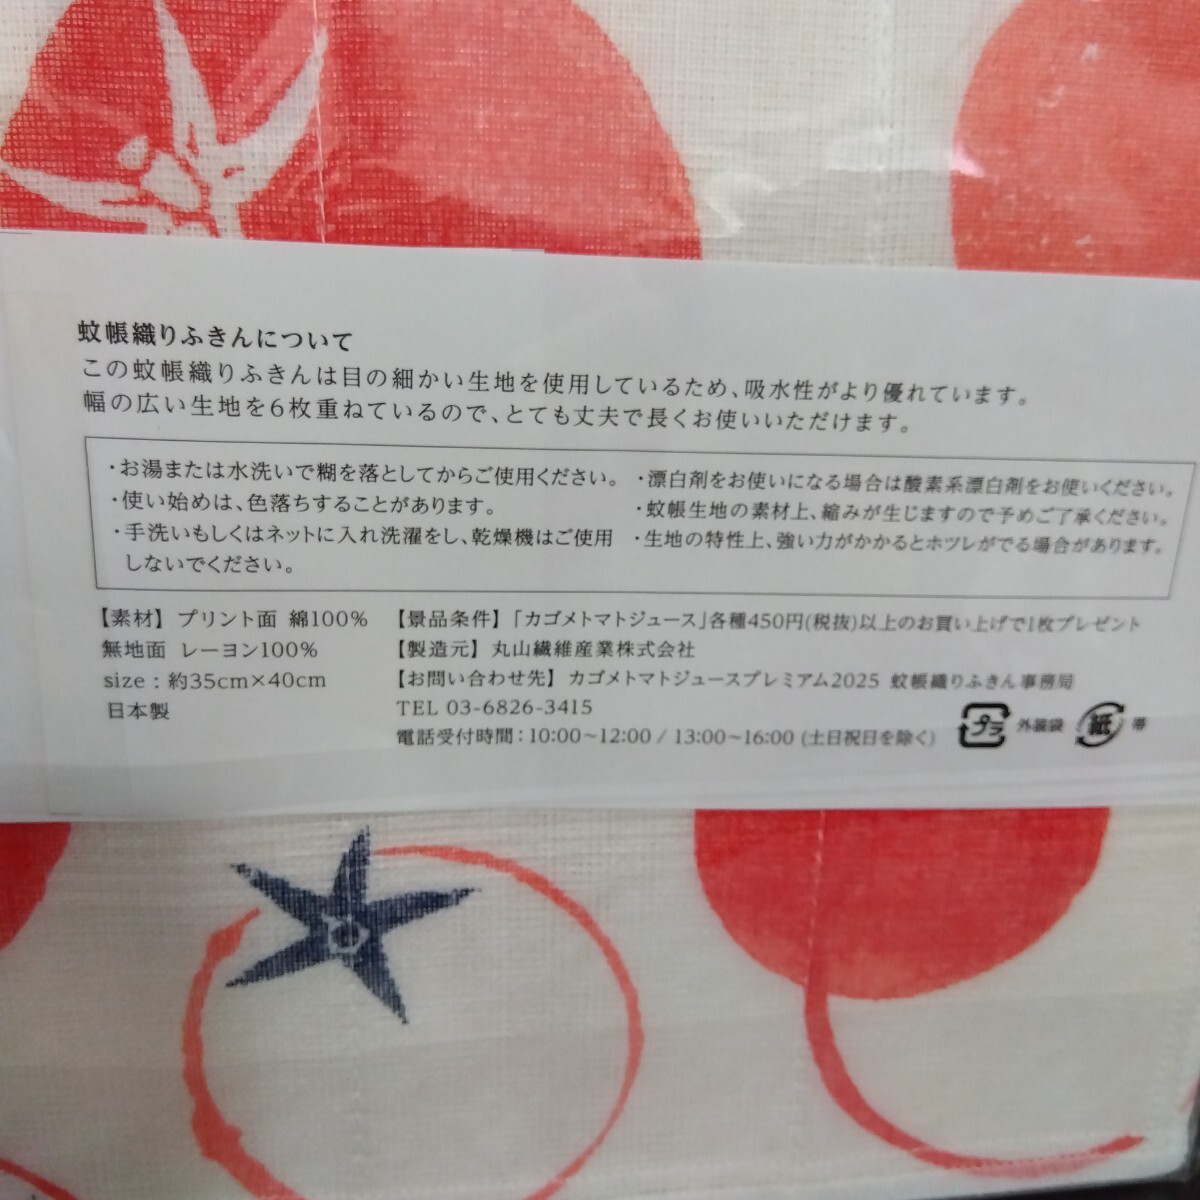 蚊帳織りふきんについて
この蚊帳織りふきんは目の細かい生地を使用しているため、吸水性がより優れています。
幅の広い生地を6枚重ねているので、とても丈夫で長くお使いいただけます。
・お湯または水洗いで糊を落としてからご使用ください。
・使い始めは、色落ちすることがあります。
・手洗いもしくはネットに入れ洗濯をし、乾燥機はご使用
しないでください。
・漂白剤をお使いになる場合は酸素系漂白剤をお使いください。
・蚊帳生地の素材上、縮みが生じますので予めご了承ください。
・生地の特性上、強い力がかかるとホツレがでる場合があります。
【素材】 プリント面 綿100%
無地面 レーヨン100%
size : 約35cm×40cm
日本製
【景品条件】「カゴメトマトジュース」各種450円(税抜)以上のお買い上げで1枚プレゼント
【製造元】 丸山繊維産業株式会社
【お問い合わせ先】 カゴメトマトジュースプレミアム2025 蚊帳織りふきん事務局
TEL 03-6826-3415
電話受付時間：10:00~12:00 / 13:00~16:00 (土日祝日を除く)
プラ 外装袋 紙 帯